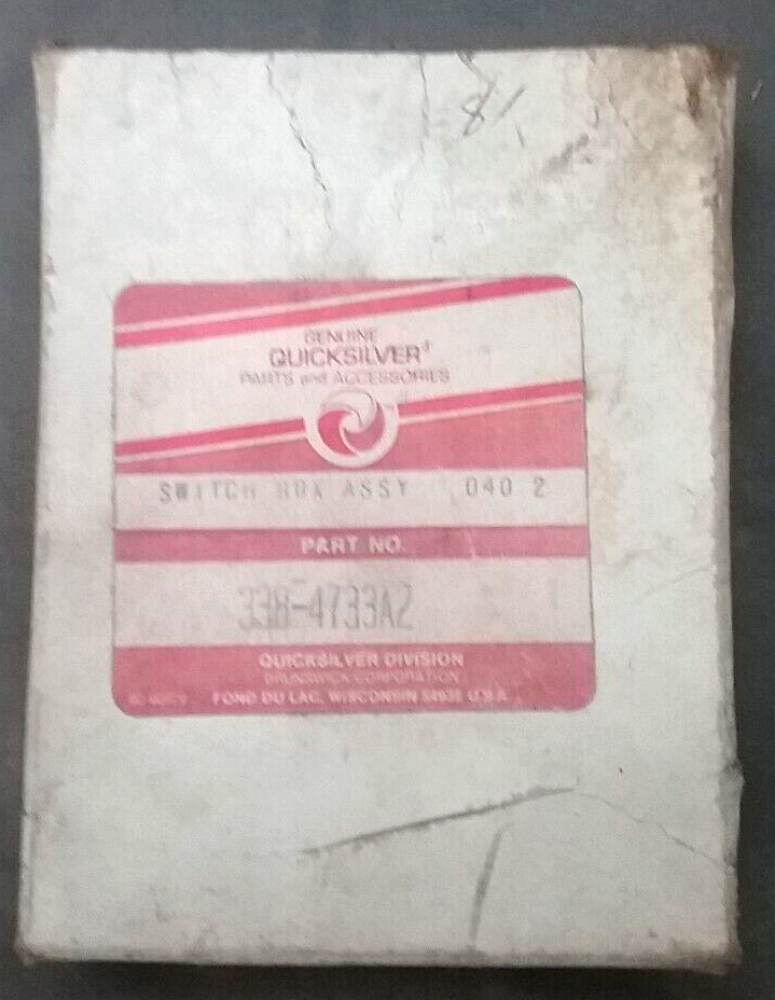 81
GENUINE
QUICKSILVER
PARTS and ACCESSORIES
SWITCH BOX ASSY 040 2
PART NO.
338-4733A2
QUICKSILVER DIVISION
BRUNSWICK CORPORATION
FOND DU LAC, WISCONSIN 54935 U.S.A.